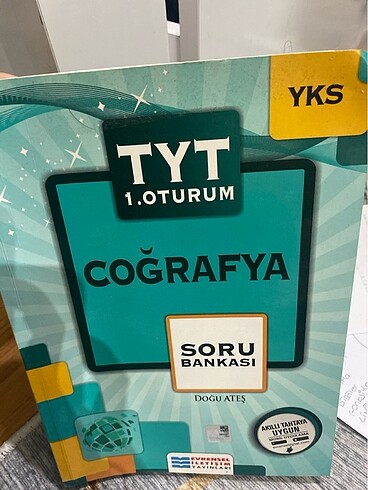 YKS
TYT
1.OTURUM
COĞRAFYA
SORU
BANKASI
DOĞU ATEŞ
AKILLI TAHTAYA
UYGUN
EVRENSEL
İLETİŞİM
YAYINLARI